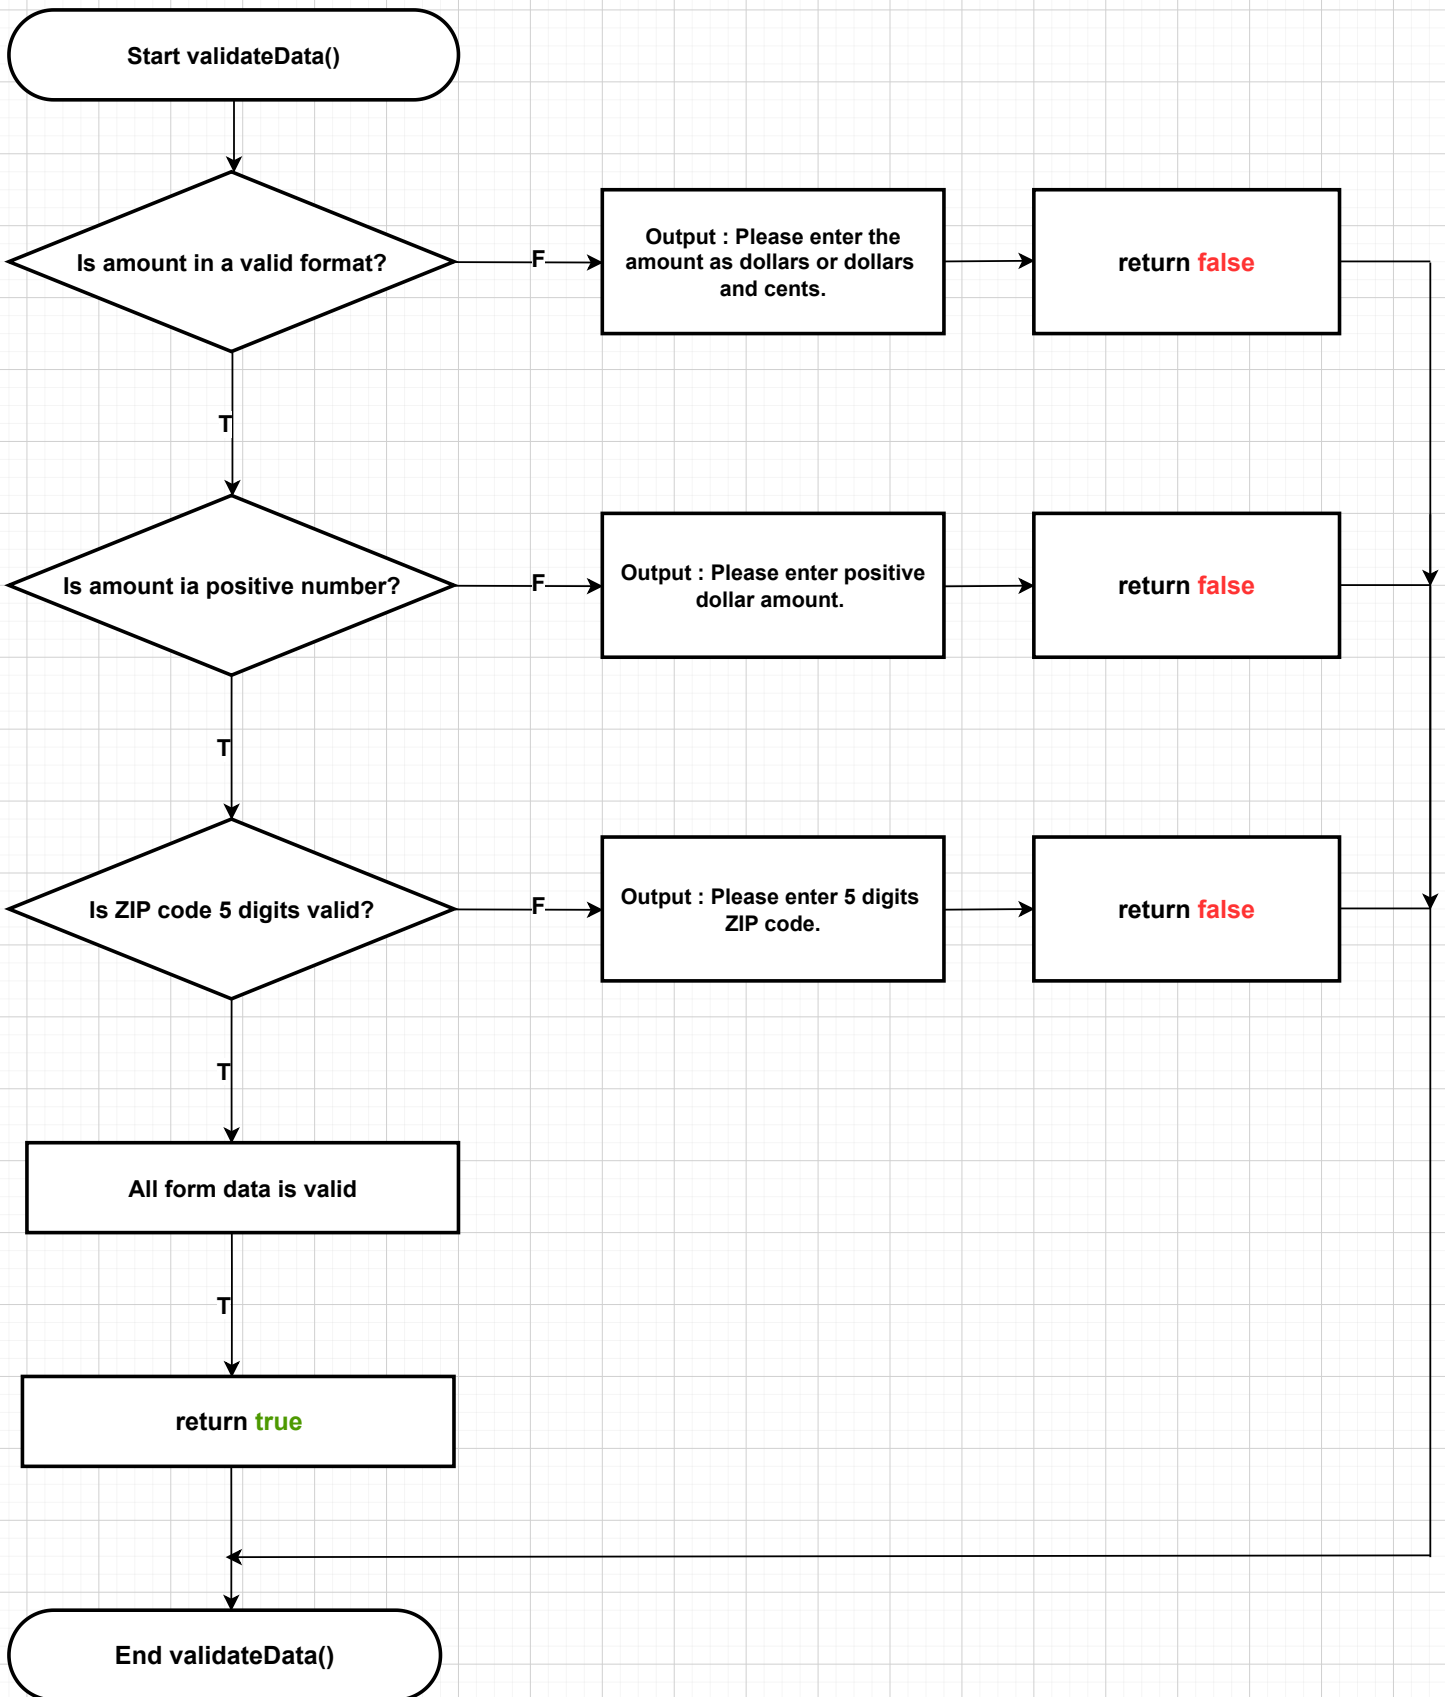 Start validateData()
Is amount in a valid format?
F
Output : Please enter the
amount as dollars or dollars
and cents.
return false
T
Is amount ia positive number?
F
Output : Please enter positive
dollar amount.
return false
T
Is ZIP code 5 digits valid?
F
Output : Please enter 5 digits
ZIP code.
return false
T
All form data is valid
T
return true
End validateData()